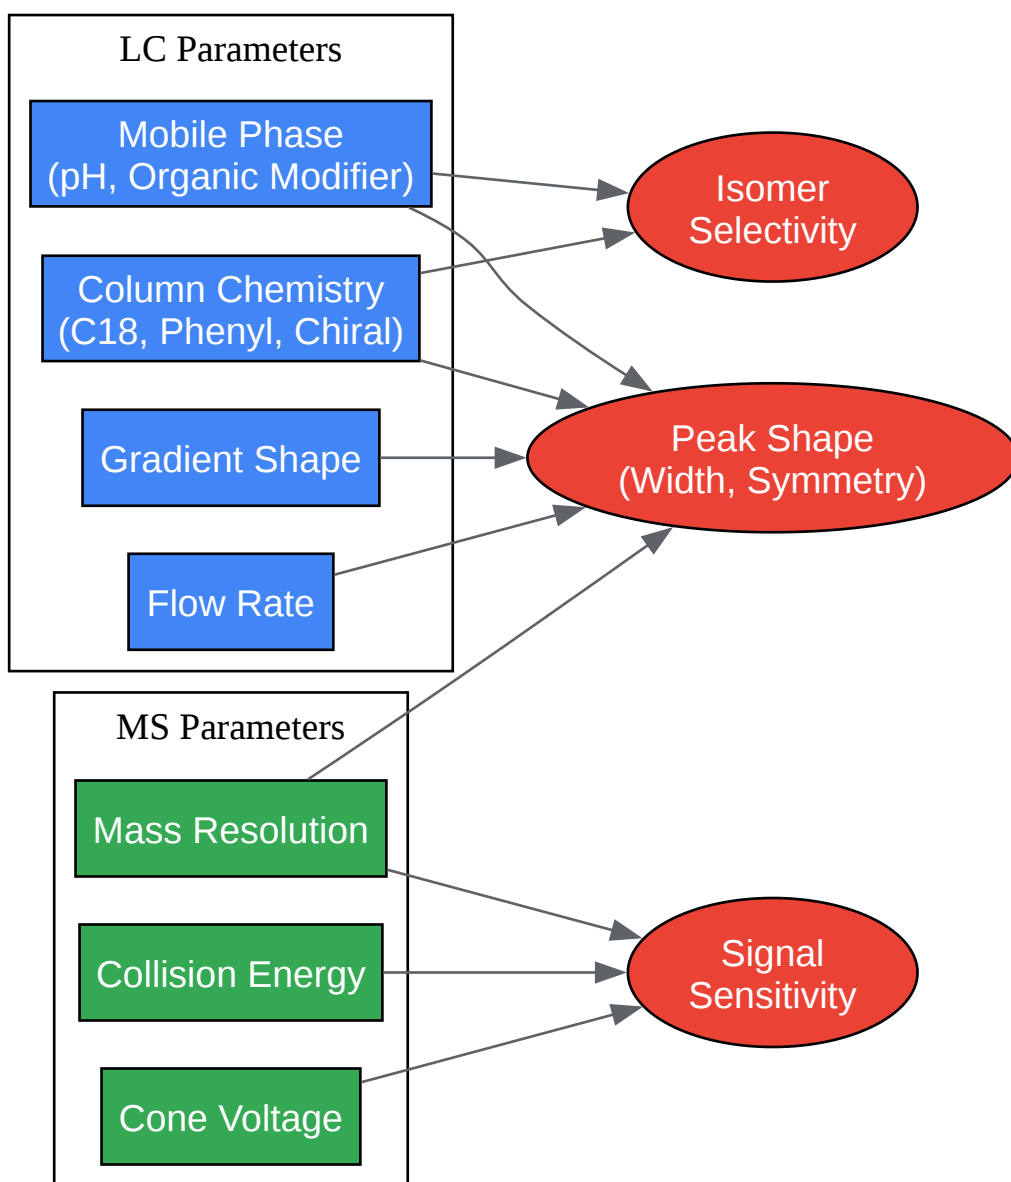 LC Parameters
Mobile Phase
(pH, Organic Modifier)
Column Chemistry
(C18, Phenyl, Chiral)
Gradient Shape
Flow Rate
MS Parameters
Mass Resolution
Collision Energy
Cone Voltage
Isomer
Selectivity
Peak Shape
(Width, Symmetry)
Signal
Sensitivity